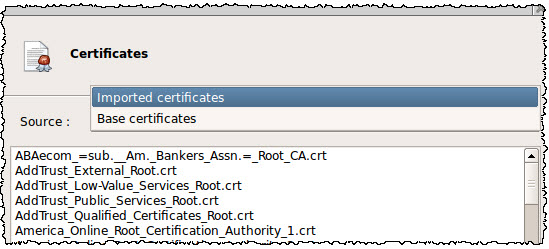 Certificates
Imported certificates
Source :
Base certificates
ABAecom_=sub.__Am._Bankers_Assn.=_Root_CA.crt
AddTrust_External_Root.crt
AddTrust_Low-Value_Services_Root.crt
AddTrust_Public_Services_Root.crt
AddTrust_Qualified_Certificates_Root.crt
America_Online_Root_Certification_Authority_1.crt